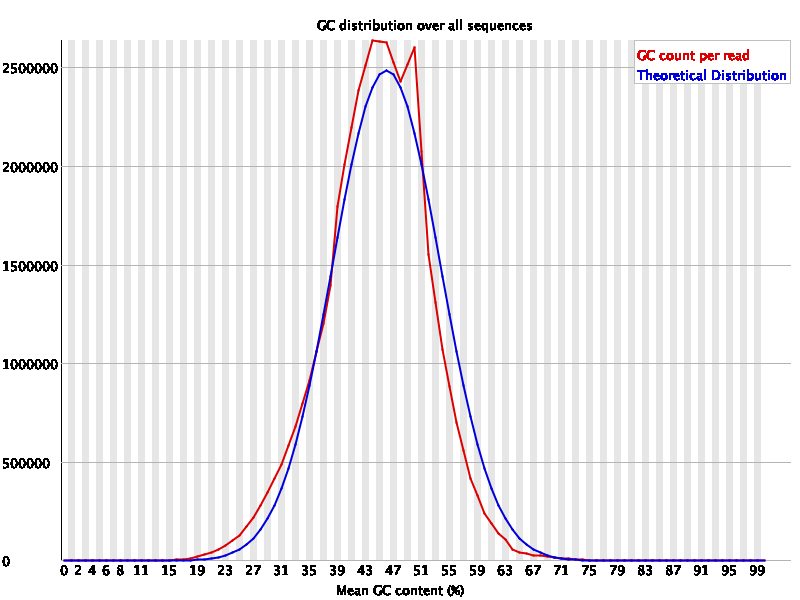 GC distribution over all sequences
GC count per read
Theoretical Distribution
2500000
2000000
1500000
1000000
500000
0
0 2 4 6 8 11 15 19 23 27 31 35 39 43 47 51 55 59 63 67 71 75 79 83 87 91 95 99
Mean GC content (%)